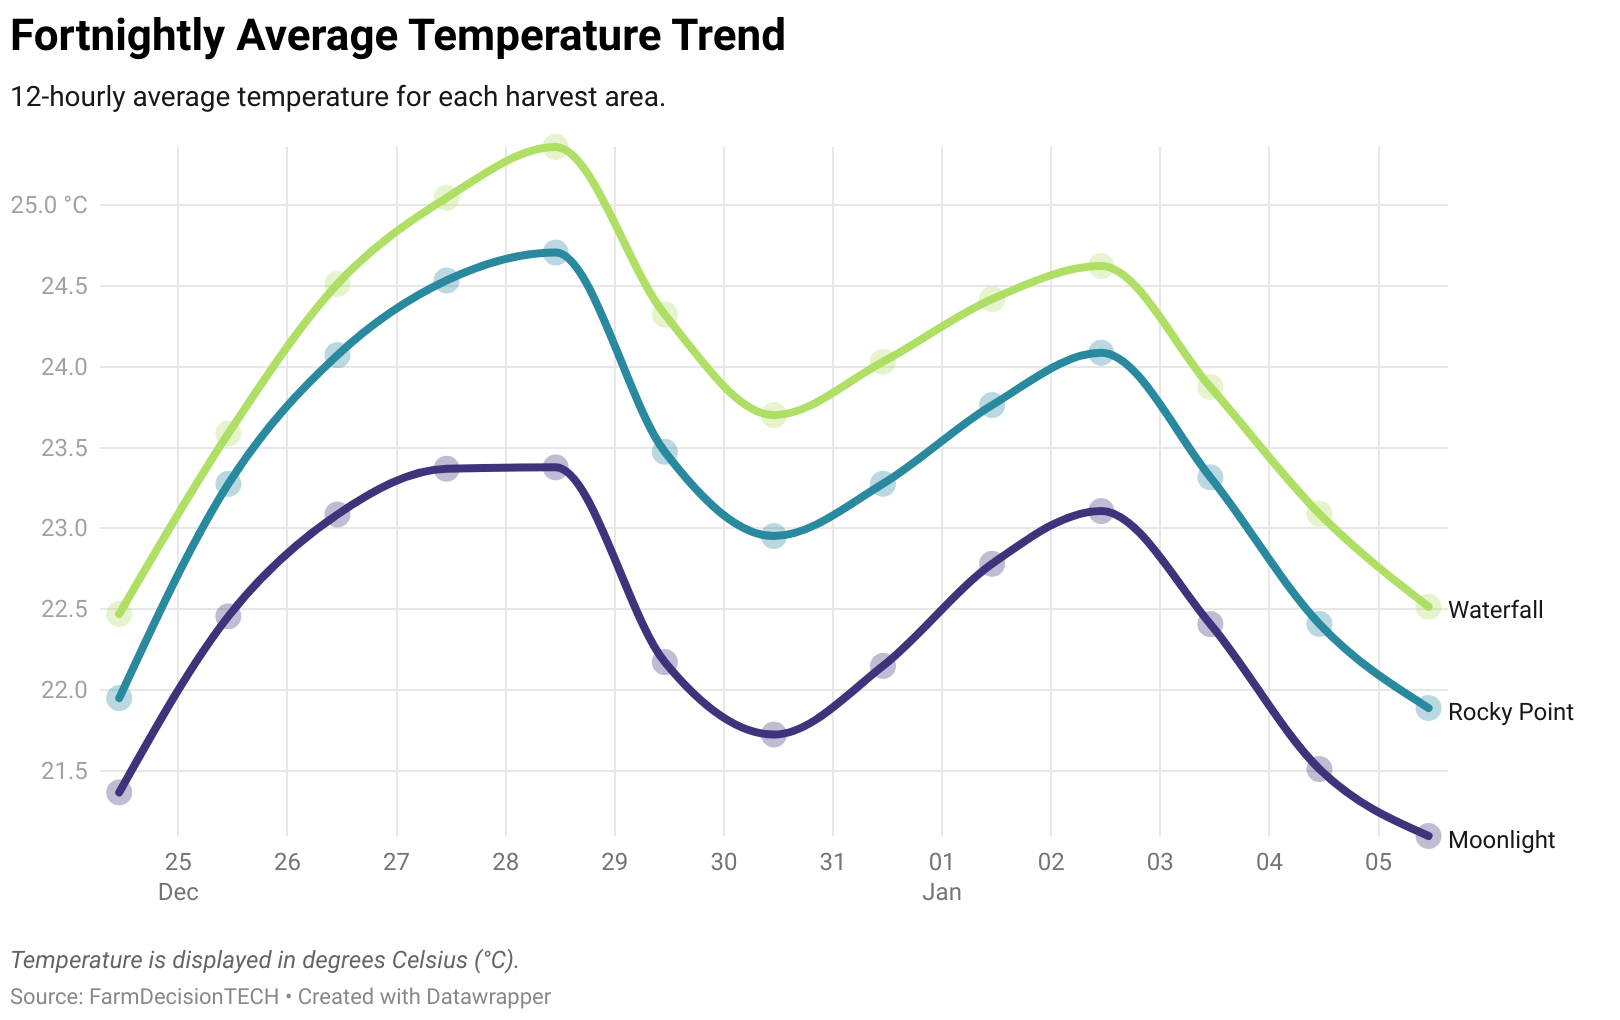 Fortnightly Average Temperature Trend
12-hourly average temperature for each harvest area.
25.0 °C
24.5
24.0
23.5
23.0
22.5
22.0
21.5
Waterfall
Rocky Point
Moonlight
25 26 27 28 29 30 31 01 02 03 04 05
Dec Jan
Temperature is displayed in degrees Celsius (°C).
Source: FarmDecisionTECH • Created with Datawrapper